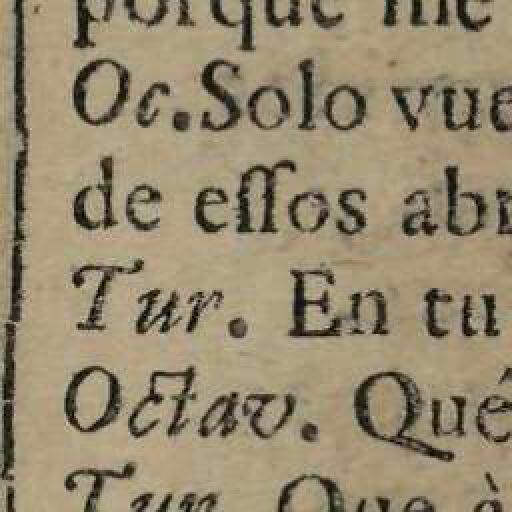 porque me
Oc. Solo vue
de eſſos abr
Tur. En tu
Octav. Qué
Tur. Que à